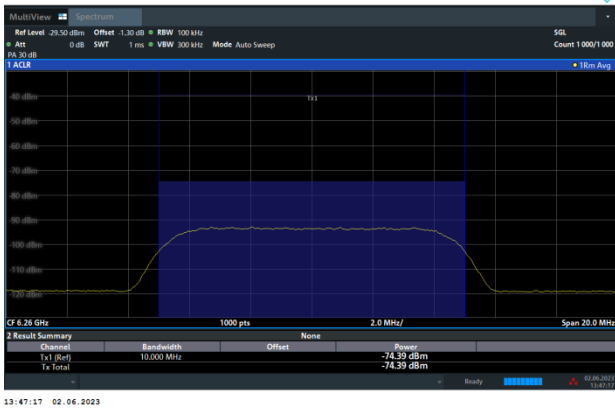 MultiView Spectrum
Ref Level -29.50 dBm Offset -1.30 dB RBW 100 kHz SGL
Att 0 dB SWT 1 ms VBW 300 kHz Mode Auto Sweep Count 1 000/1 000
PA 30 dB
1 ACLR 1Rm Avg
-40 dBm
Tx1
-50 dBm
-60 dBm
-70 dBm
-80 dBm
-90 dBm
-100 dBm
-110 dBm
-120 dBm
CF 6.26 GHz 1000 pts 2.0 MHz/ Span 20.0 MHz
2 Result Summary None
Channel Bandwidth Offset Power
Tx1 (Ref) 10.000 MHz -74.39 dBm
Tx Total -74.39 dBm
Ready 02.06.2023
13:47:17
13:47:17 02.06.2023